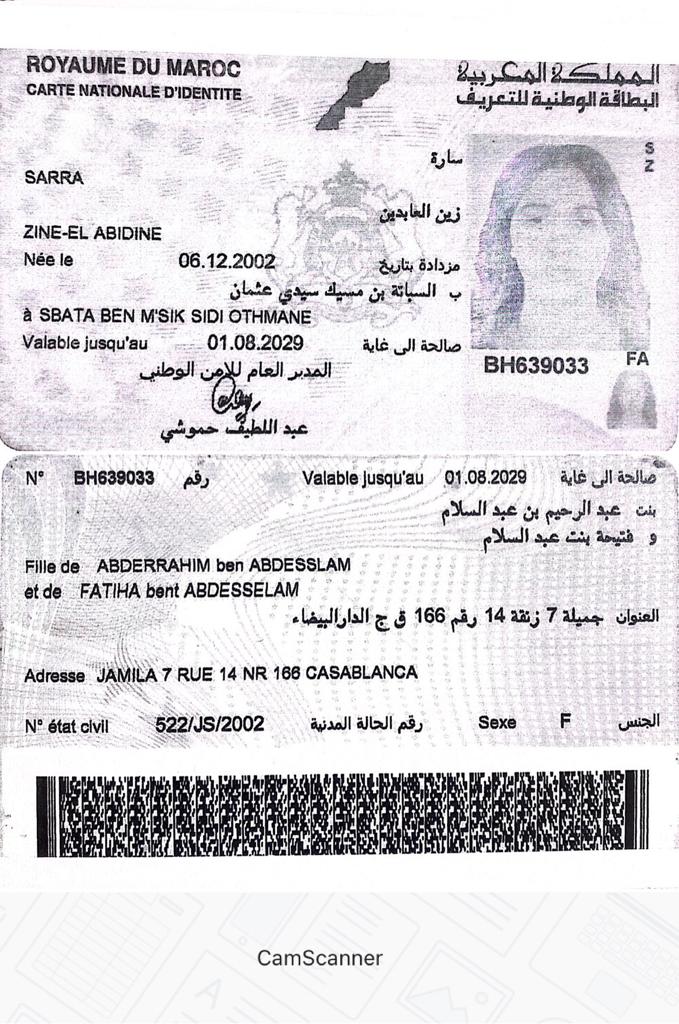 ROYAUME DU MAROC
المملكة المغربية
CARTE NATIONALE D'IDENTITE
البطاقة الوطنية للتعريف
سارة
SARRA
زين العابدين
ZINE-EL ABIDINE
Née le 06.12.2002 مزدادة بتاريخ
ب السباتة بن مسيك سيدي عثمان
à SBATA BEN M'SIK SIDI OTHMANE
Valable jusqu'au 01.08.2029 صالحة الى غاية
المدير العام للامن الوطني
عبد اللطيف حموشي
S
Z
BH639033 FA
N° BH639033 رقم Valable jusqu'au 01.08.2029 صالحة الى غاية
بنت عبد الرحيم بن عبد السلام
و فتيحة بنت عبد السلام
Fille de ABDERRAHIM ben ABDESSLAM
et de FATIHA bent ABDESSELAM
العنوان جميلة 7 زنقة 14 رقم 166 ق ج الدارالبيضاء
Adresse JAMILA 7 RUE 14 NR 166 CASABLANCA
N° état civil 522/JS/2002 رقم الحالة المدنية Sexe F الجنس
CamScanner